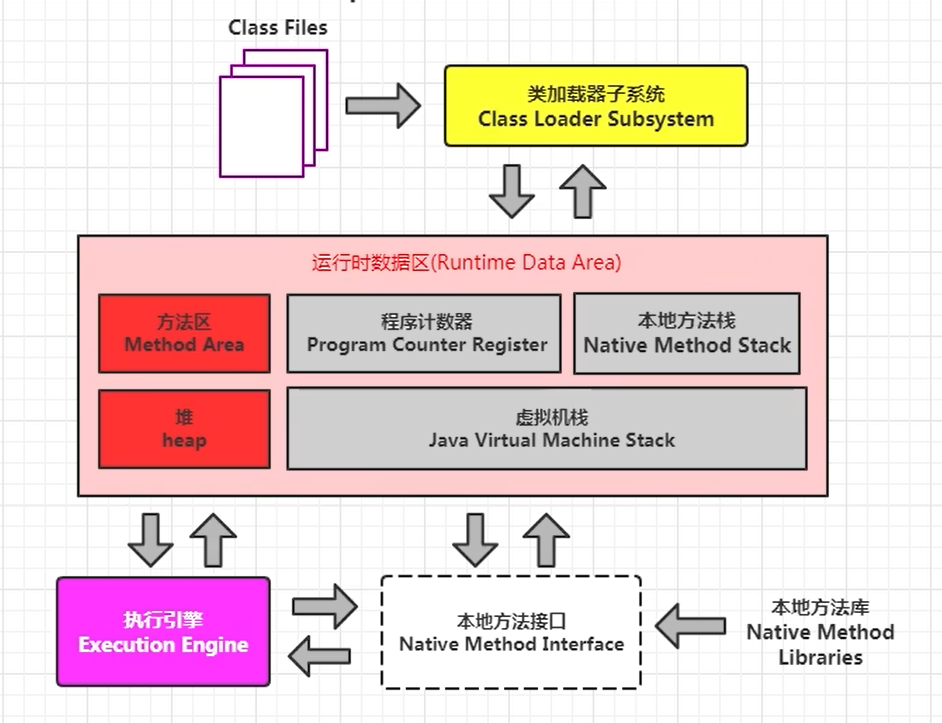 Class Files
类加载器子系统
Class Loader Subsystem
运行时数据区(Runtime Data Area)
方法区
Method Area
程序计数器
Program Counter Register
本地方法栈
Native Method Stack
堆
heap
虚拟机栈
Java Virtual Machine Stack
执行引擎
Execution Engine
本地方法接口
Native Method Interface
本地方法库
Native Method
Libraries